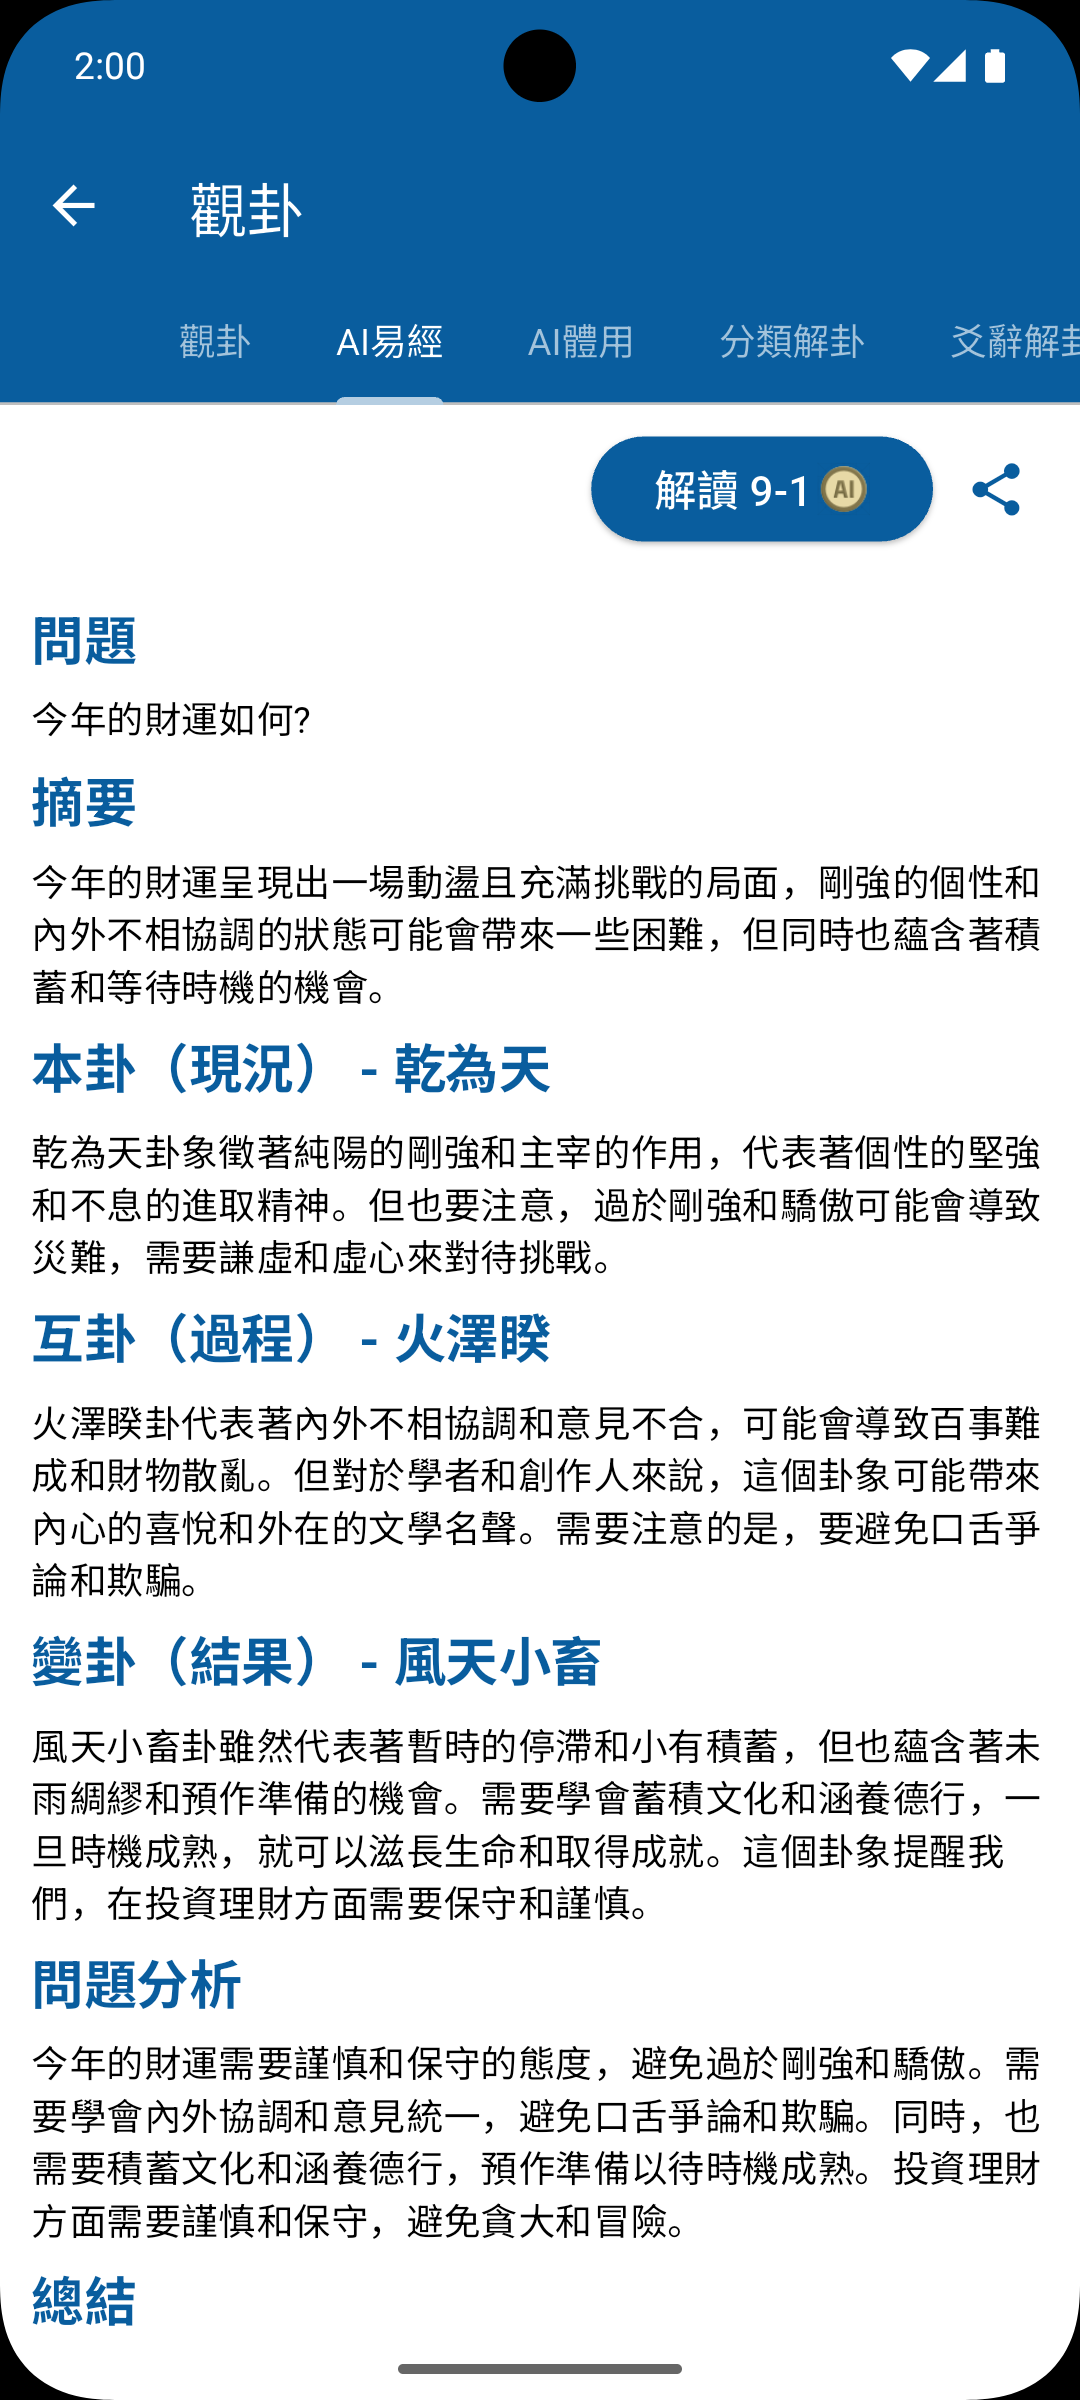 2:00
觀卦
觀卦 AI易經 AI體用 分類解卦 爻辭解卦
解讀 9-1 AI
問題
今年的財運如何?
摘要
今年的財運呈現出一場動盪且充滿挑戰的局面，剛強的個性和
內外不相協調的狀態可能會帶來一些困難，但同時也蘊含著積
蓄和等待時機的機會。
本卦（現況） - 乾為天
乾為天卦象徵著純陽的剛強和主宰的作用，代表著個性的堅強
和不息的進取精神。但也要注意，過於剛強和驕傲可能會導致
災難，需要謙虛和虛心來對待挑戰。
互卦（過程） - 火澤睽
火澤睽卦代表著內外不相協調和意見不合，可能會導致百事難
成和財物散亂。但對於學者和創作人來說，這個卦象可能帶來
內心的喜悅和外在的文學名聲。需要注意的是，要避免口舌爭
論和欺騙。
變卦（結果） - 風天小畜
風天小畜卦雖然代表著暫時的停滯和小有積蓄，但也蘊含著未
雨綢繆和預作準備的機會。需要學會蓄積文化和涵養德行，一
旦時機成熟，就可以滋長生命和取得成就。這個卦象提醒我
們，在投資理財方面需要保守和謹慎。
問題分析
今年的財運需要謹慎和保守的態度，避免過於剛強和驕傲。需
要學會內外協調和意見統一，避免口舌爭論和欺騙。同時，也
需要積蓄文化和涵養德行，預作準備以待時機成熟。投資理財
方面需要謹慎和保守，避免貪大和冒險。
總結